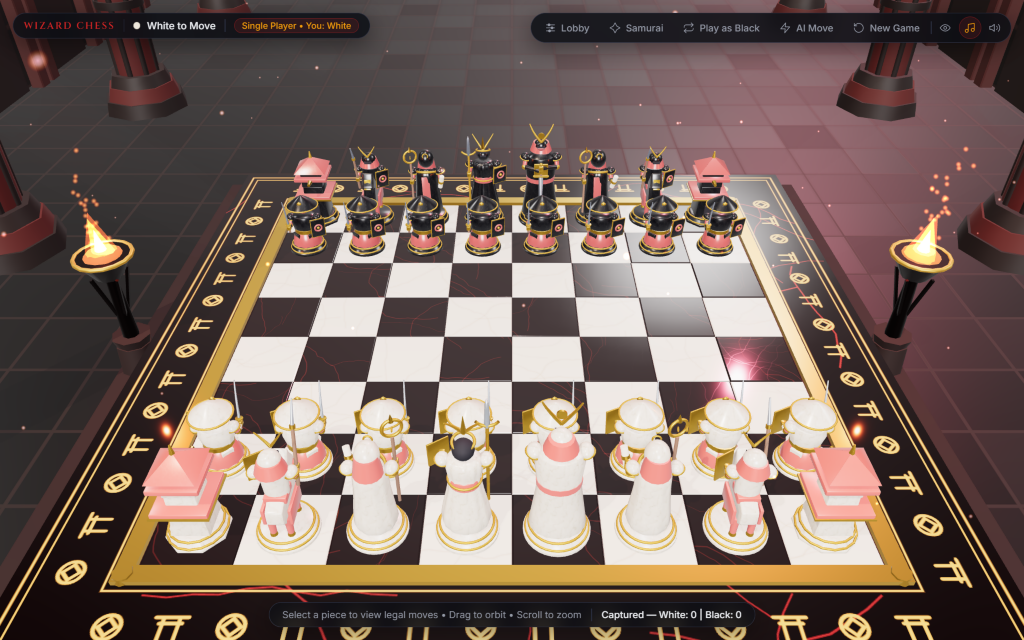 WIZARD CHESS White to Move Single Player • You: White
Lobby Samurai Play as Black AI Move New Game
Select a piece to view legal moves • Drag to orbit • Scroll to zoom Captured — White: 0 | Black: 0